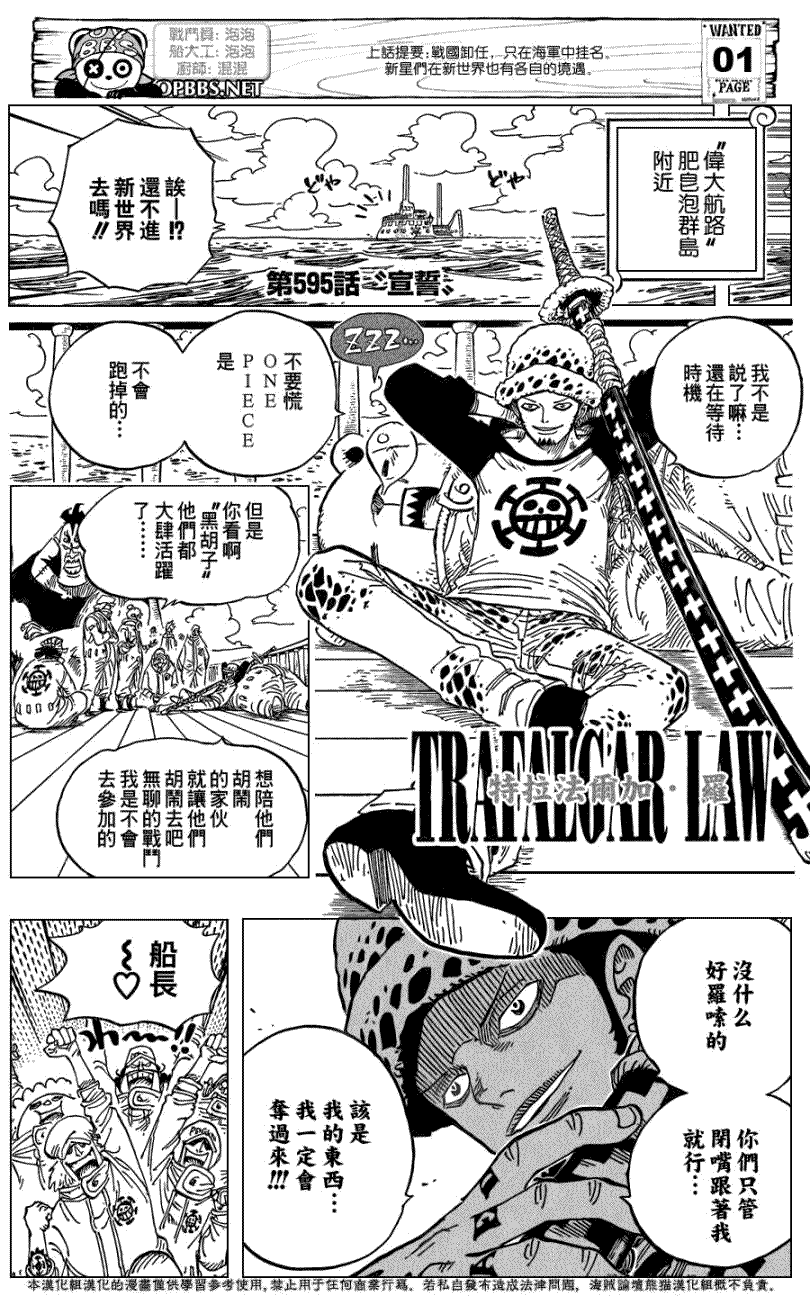 戰鬥員：泡泡
船大工：泡泡
廚師：混混
OPBBS.NET
上話提要：戰國卸任，只在海軍中挂名。
新星們在新世界也有各自的境遇。
WANTED
01
PAGE
“偉大航路”
肥皂泡群島
附近
誒—!?
還不進
新世界
去嗎!!
どや
どや
第595話 〝宣誓〟
我不是
說了嘛…
還在等待
時機
ZZZ…
不要慌
ONE
PIECE
是
不會
跑掉的…
但是
你看啊
“黑胡子”
他們都
大肆活躍
了……
想陪他們
胡鬧
的家伙
就讓他們
胡鬧去吧
無聊的戰鬥
我是不會
去參加的
TRAFALGAR LAW
特拉法爾加·羅
沒什么
好羅嗦的
你們只管
閉嘴跟著我
就行…
該是
我的東西…
我一定會
奪過來!!!
船長
～♡
本漢化組漢化的漫畫僅供學習參考使用，禁止用于任何商業行為。若私自發布造成法律問題，海賊論壇熊猫漢化組概不負責。